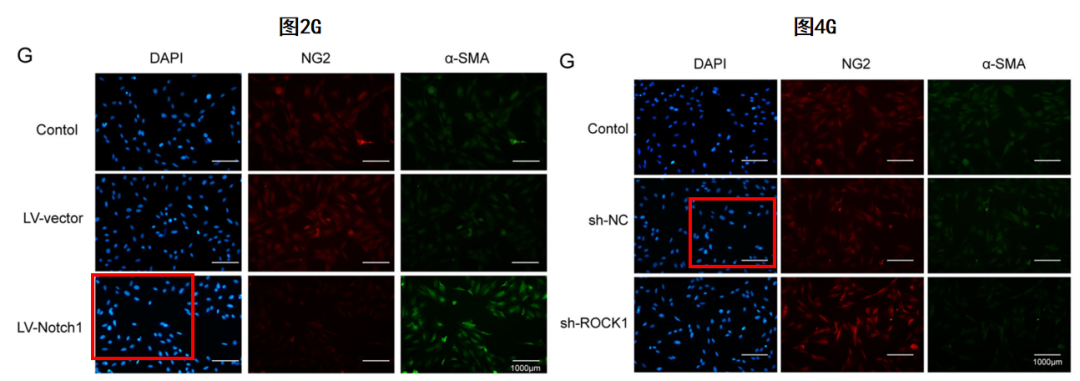 图2G
图4G
G
DAPI NG2 α-SMA
Contol
LV-vector
LV-Notch1
1000μm
G
DAPI NG2 α-SMA
Contol
sh-NC
sh-ROCK1
1000μm